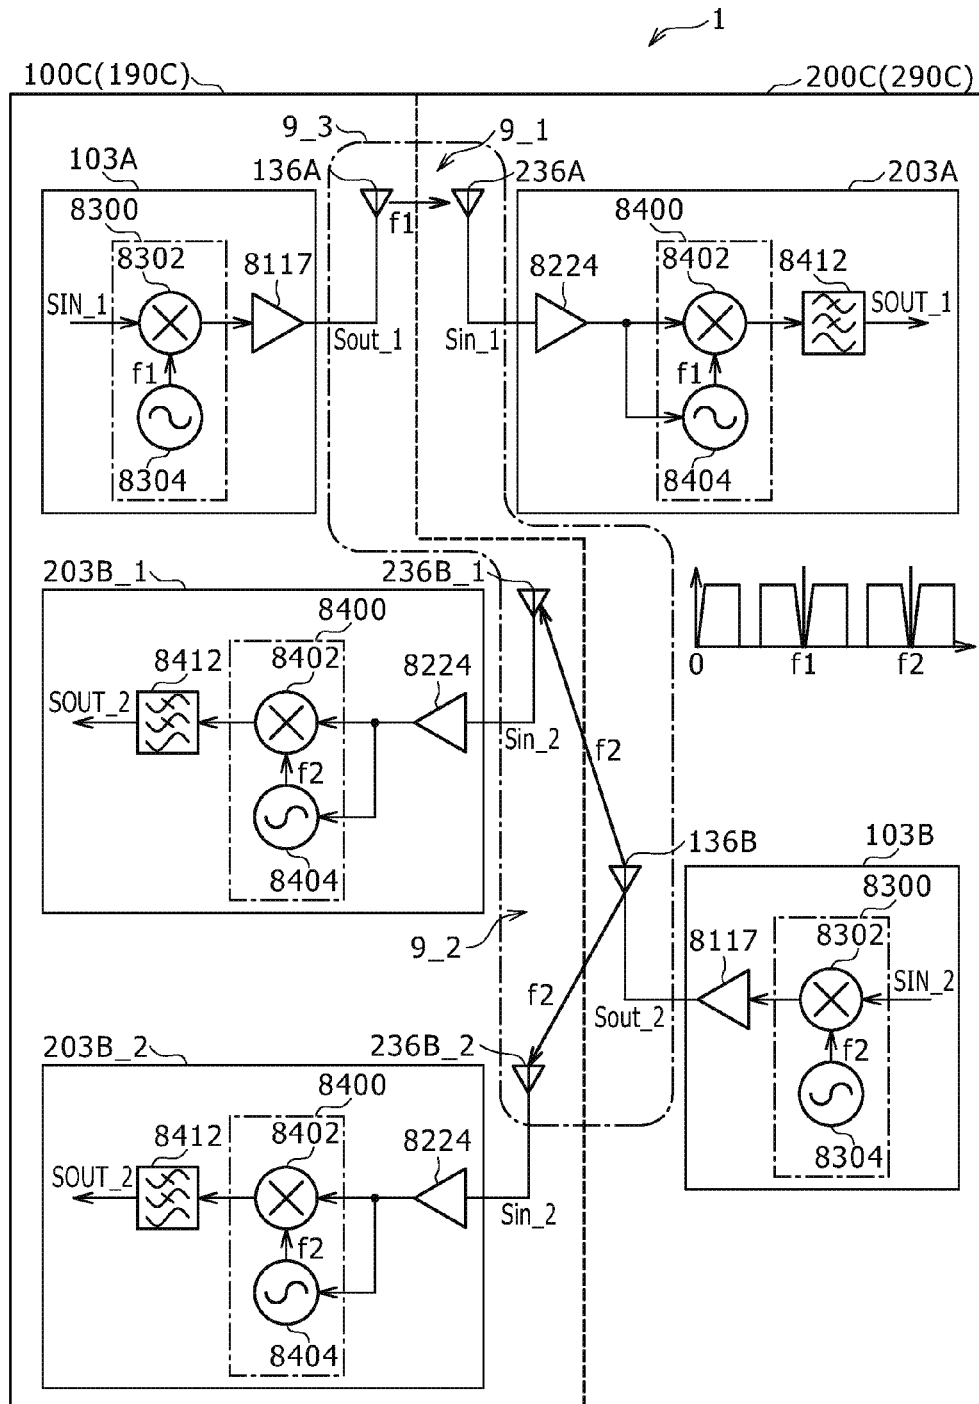 1
100C(190C)
200C(290C)
9_3
9_1
103A
136A
236A
203A
8300
8302
8117
f1
8224
8400
8402
8412
SIN_1
Sout_1
Sin_1
SOUT_1
f1
f1
8304
8404
203B_1
236B_1
8400
8412
8402
8224
SOUT_2
Sin_2
f2
f2
8404
0
f1
f2
136B
103B
8300
9_2
8117
8302
SIN_2
f2
Sout_2
f2
8304
203B_2
236B_2
8400
8412
8402
8224
SOUT_2
Sin_2
f2
8404